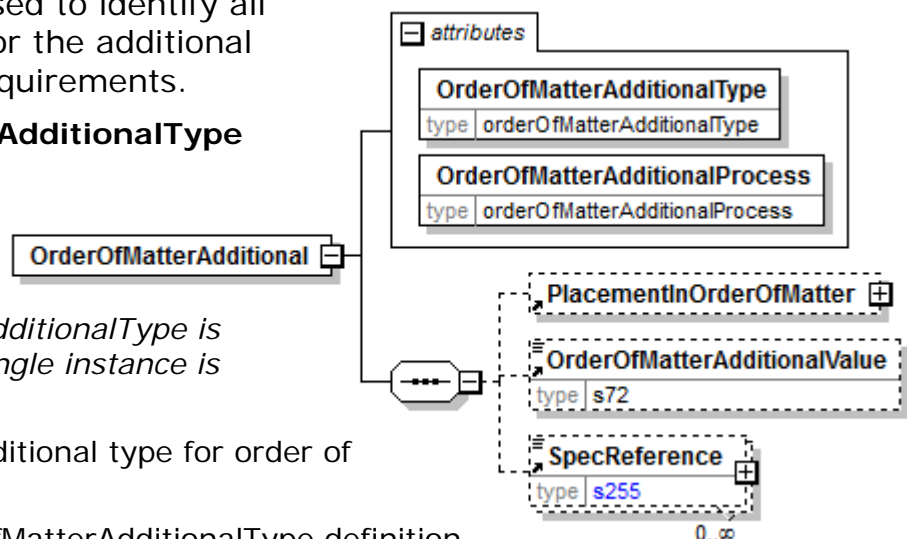 sed to identify all
or the additional
quirements.
AdditionalType
dditionalType is
ngle instance is
ditional type for order of
fMatterAdditionalType definition
attributes
OrderOfMatterAdditionalType
type orderOfMatterAdditionalType
OrderOfMatterAdditionalProcess
type orderOfMatterAdditionalProcess
OrderOfMatterAdditional
PlacementInOrderOfMatter
OrderOfMatterAdditionalValue
type s72
SpecReference
type s255
0..∞